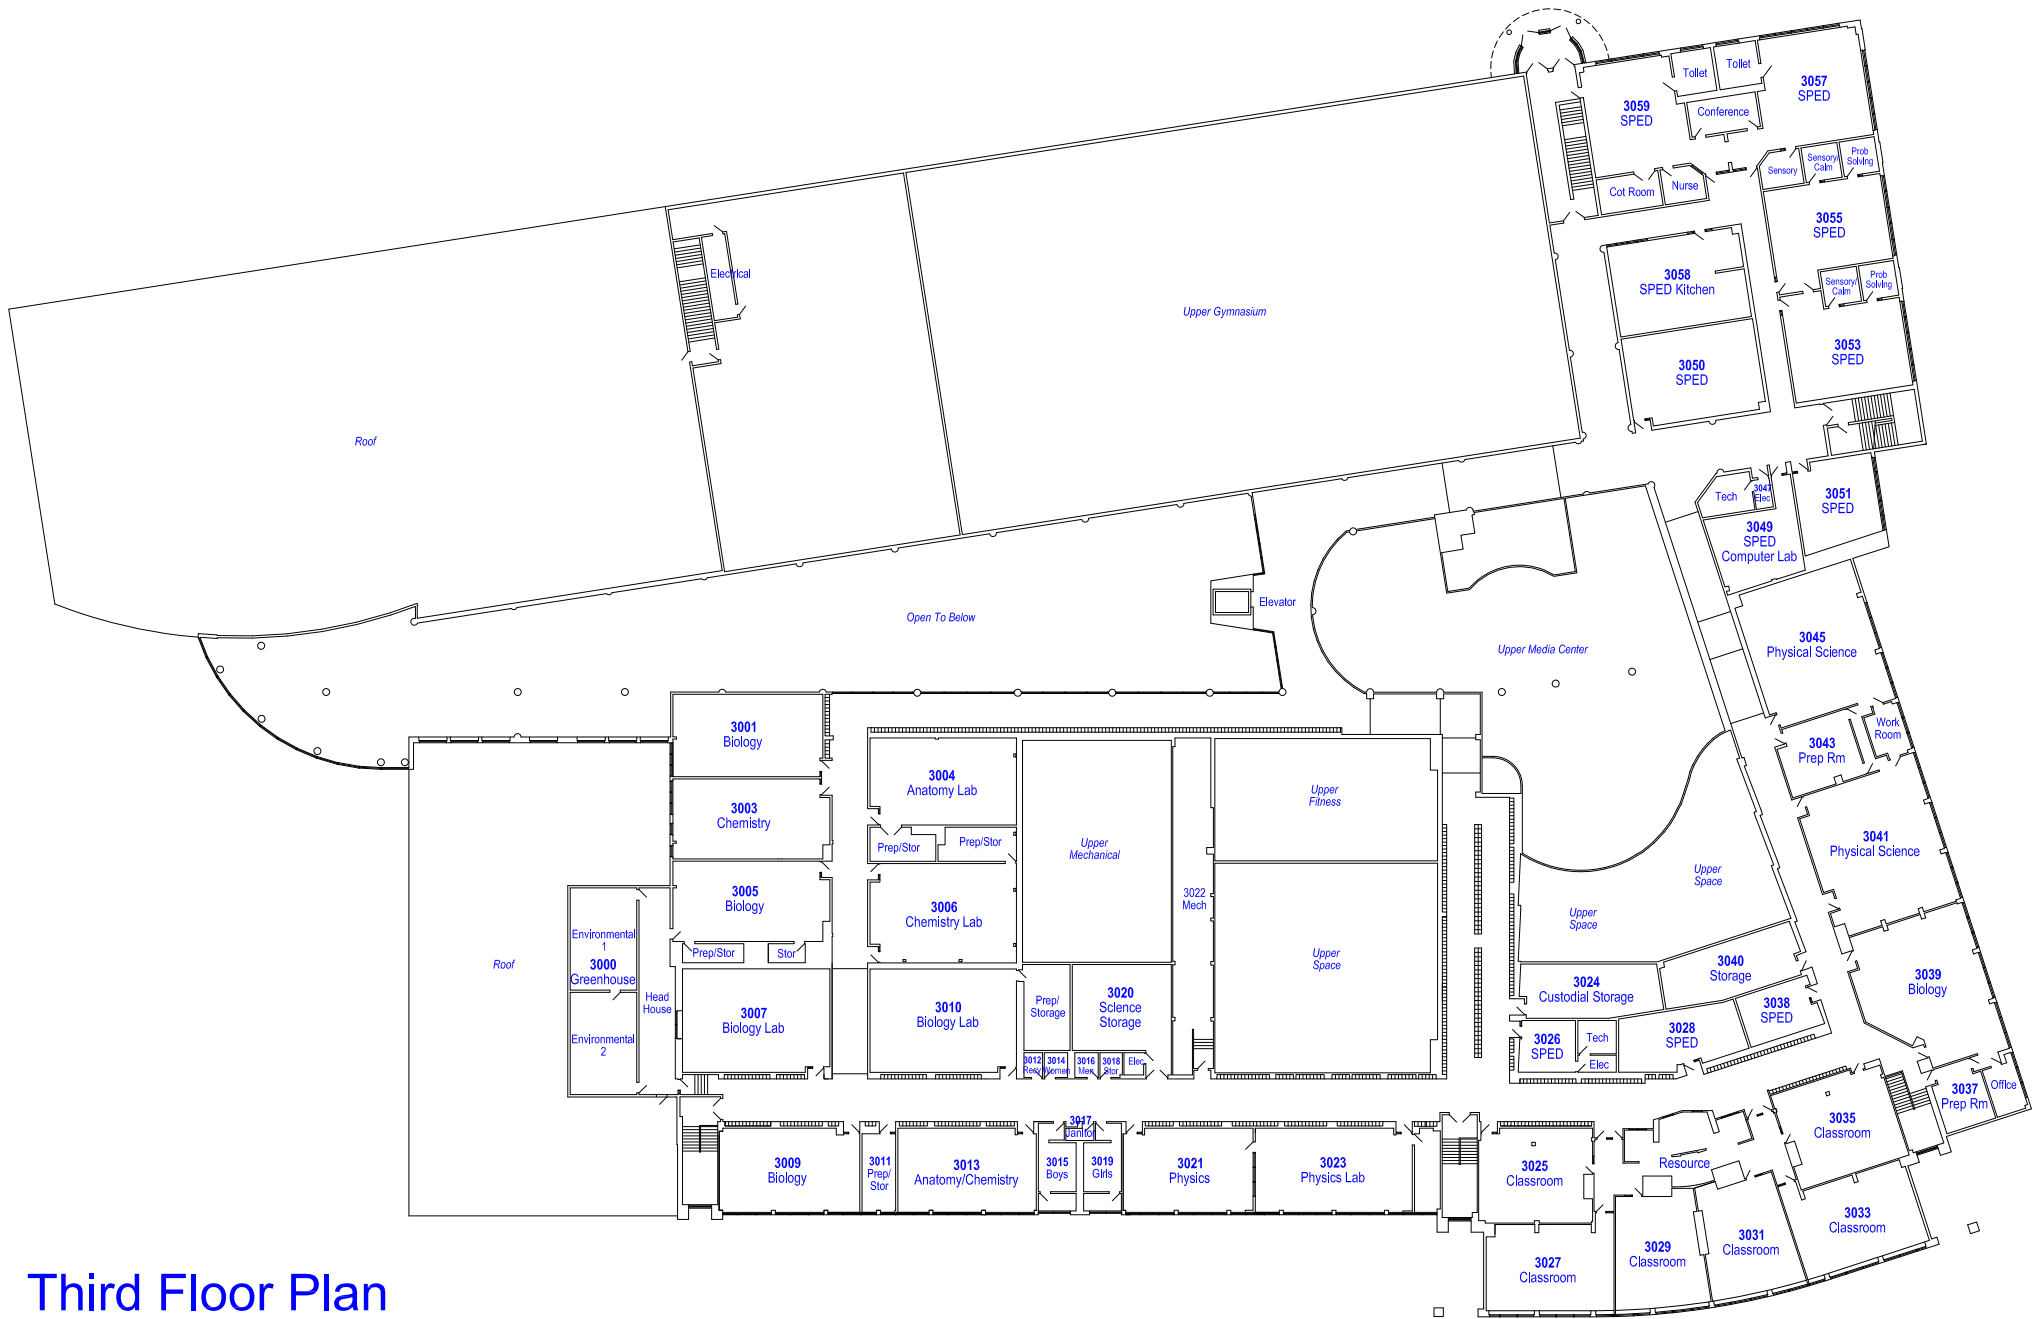 Toilet
Toilet
3057
SPED
3059
SPED
Conference
Sensory
Sensory/
Calm
Prob
Solving
Cot Room
Nurse
3055
SPED
3058
SPED Kitchen
Sensory/
Calm
Prob
Solving
3053
SPED
3050
SPED
Electrical
Upper Gymnasium
Roof
Tech
3047
Elec
3051
SPED
3049
SPED
Computer Lab
Elevator
Open To Below
Upper Media Center
3045
Physical Science
3043
Prep Rm
Work
Room
3041
Physical Science
3001
Biology
3003
Chemistry
3004
Anatomy Lab
Prep/Stor
Prep/Stor
Upper
Mechanical
Upper
Fitness
3005
Biology
Prep/Stor
Stor
3006
Chemistry Lab
3022
Mech
Upper
Space
Upper
Space
Upper
Space
Roof
Environmental
1
3000
Greenhouse
Head
House
Environmental
2
3007
Biology Lab
3010
Biology Lab
Prep/
Storage
3020
Science
Storage
3012
Recv
3014
Women
3016
Men
3018
Stor
Elec
3024
Custodial Storage
3040
Storage
3038
SPED
3026
SPED
Tech
Elec
3028
SPED
3039
Biology
3037
Prep Rm
Office
3009
Biology
3011
Prep/
Stor
3013
Anatomy/Chemistry
3015
Boys
3017
Janitor
3019
Girls
3021
Physics
3023
Physics Lab
3025
Classroom
Resource
3035
Classroom
3027
Classroom
3029
Classroom
3031
Classroom
3033
Classroom
Third Floor Plan